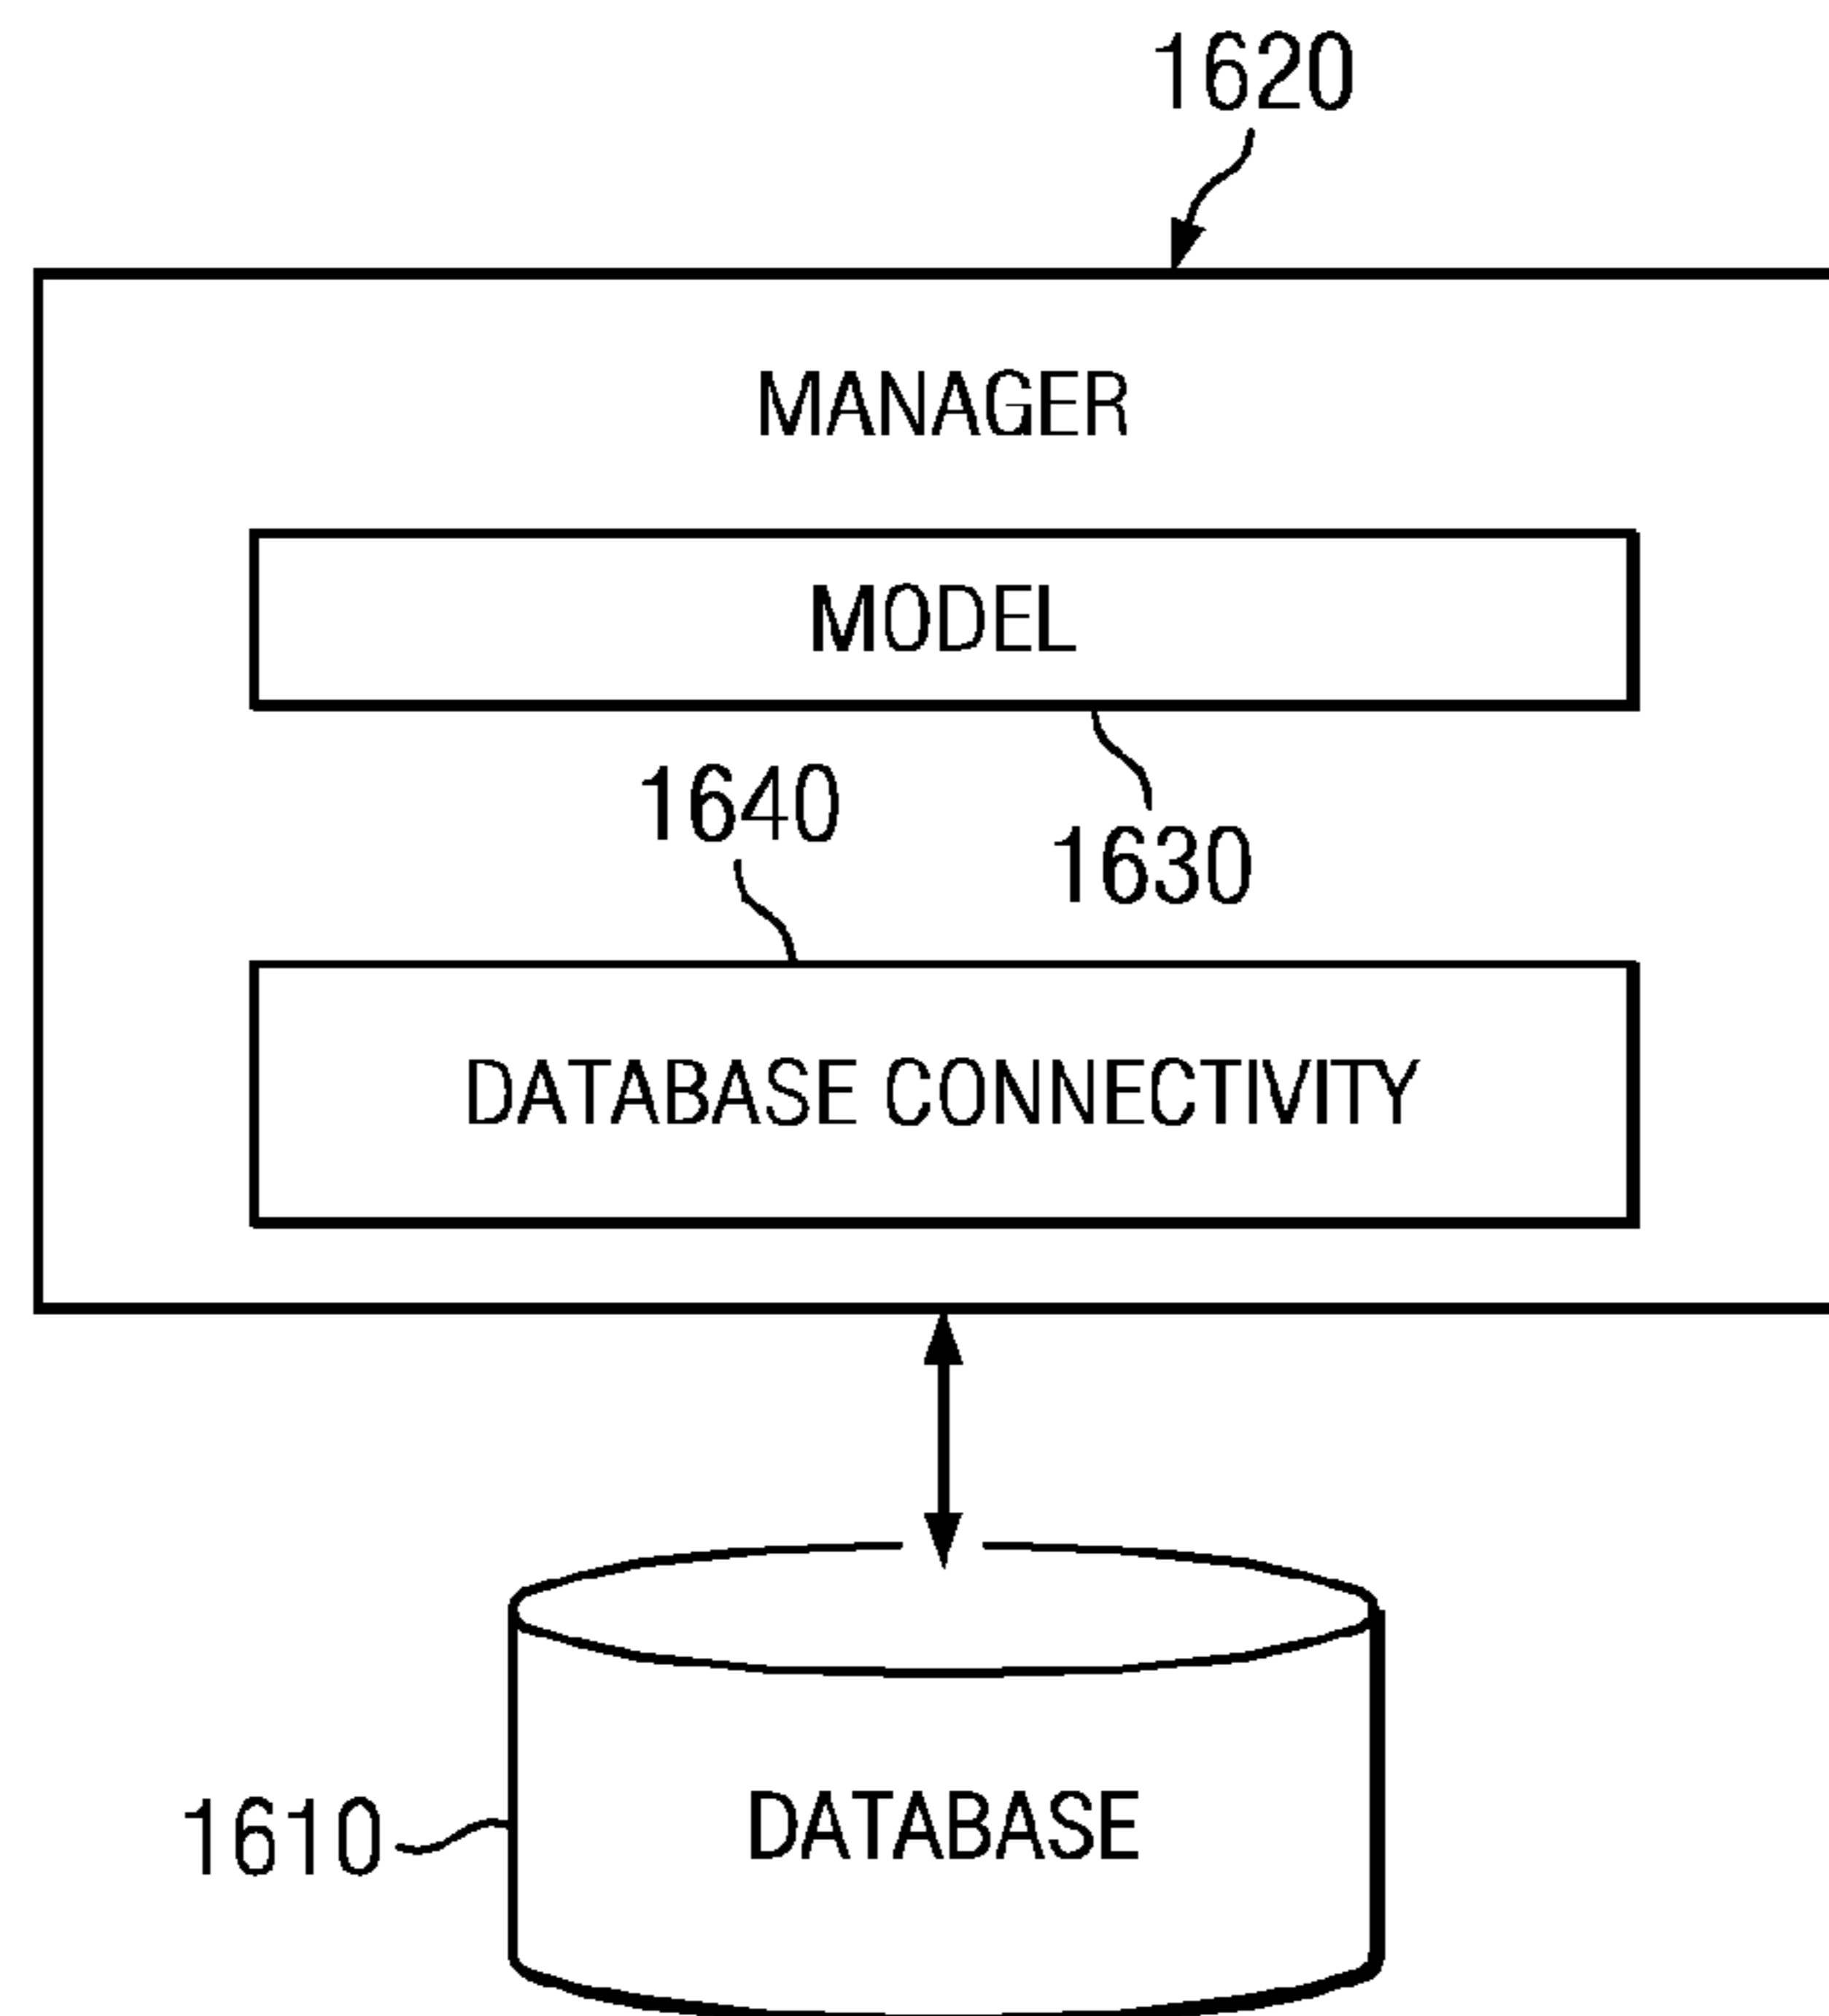 1620
MANAGER
MODEL
1640
1630
DATABASE CONNECTIVITY
1610
DATABASE